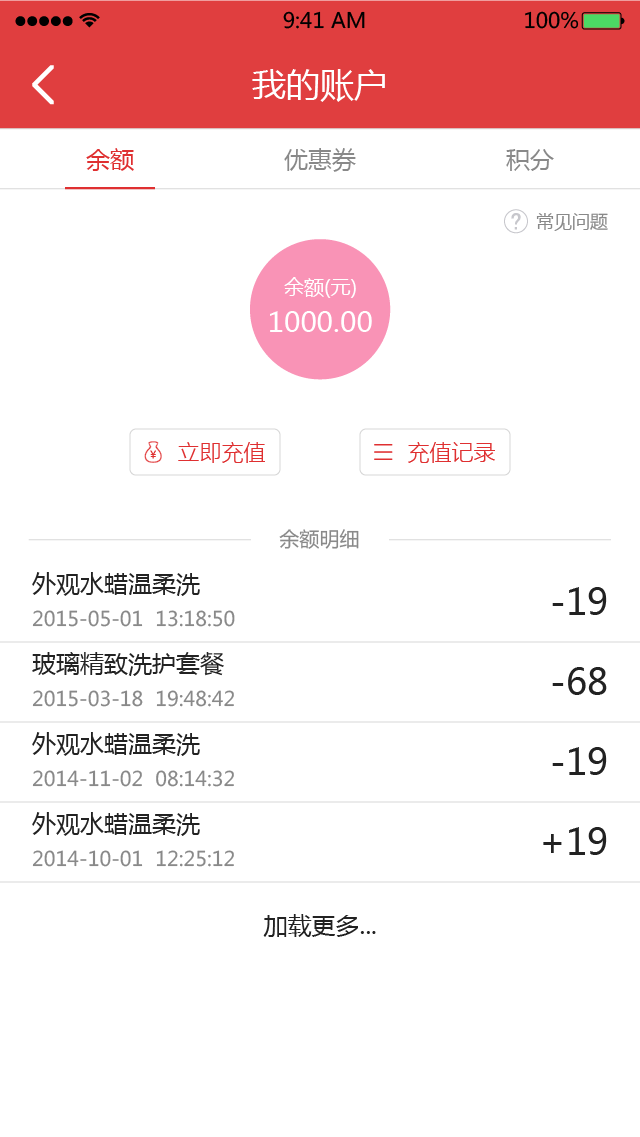 9:41 AM 100%
我的账户
余额 优惠券 积分
? 常见问题
余额(元)
1000.00
¥ 立即充值 充值记录
余额明细
外观水蜡温柔洗
2015-05-01 13:18:50
-19
玻璃精致洗护套餐
2015-03-18 19:48:42
-68
外观水蜡温柔洗
2014-11-02 08:14:32
-19
外观水蜡温柔洗
2014-10-01 12:25:12
+19
加载更多...